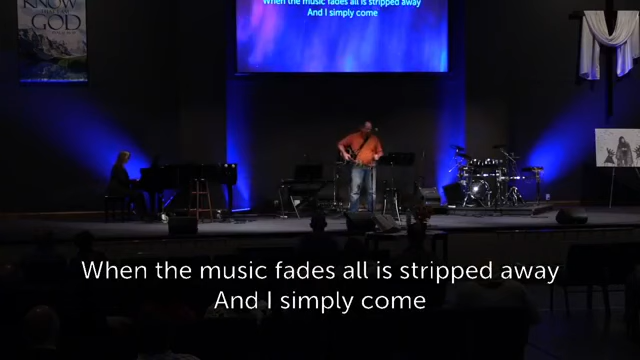 KNOW
GOD
When the music fades all is stripped away
And I simply come
When the music fades all is stripped away
And I simply come